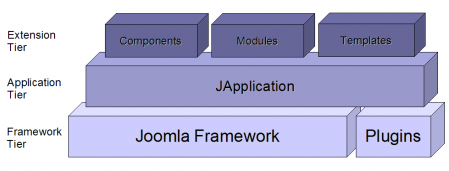 Extension
Tier
Components
Modules
Templates
Application
Tier
JApplication
Framework
Tier
Joomla Framework
Plugins